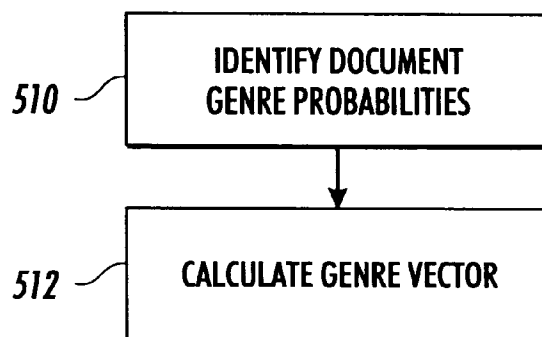 IDENTIFY DOCUMENT
GENRE PROBABILITIES
510
CALCULATE GENRE VECTOR
512